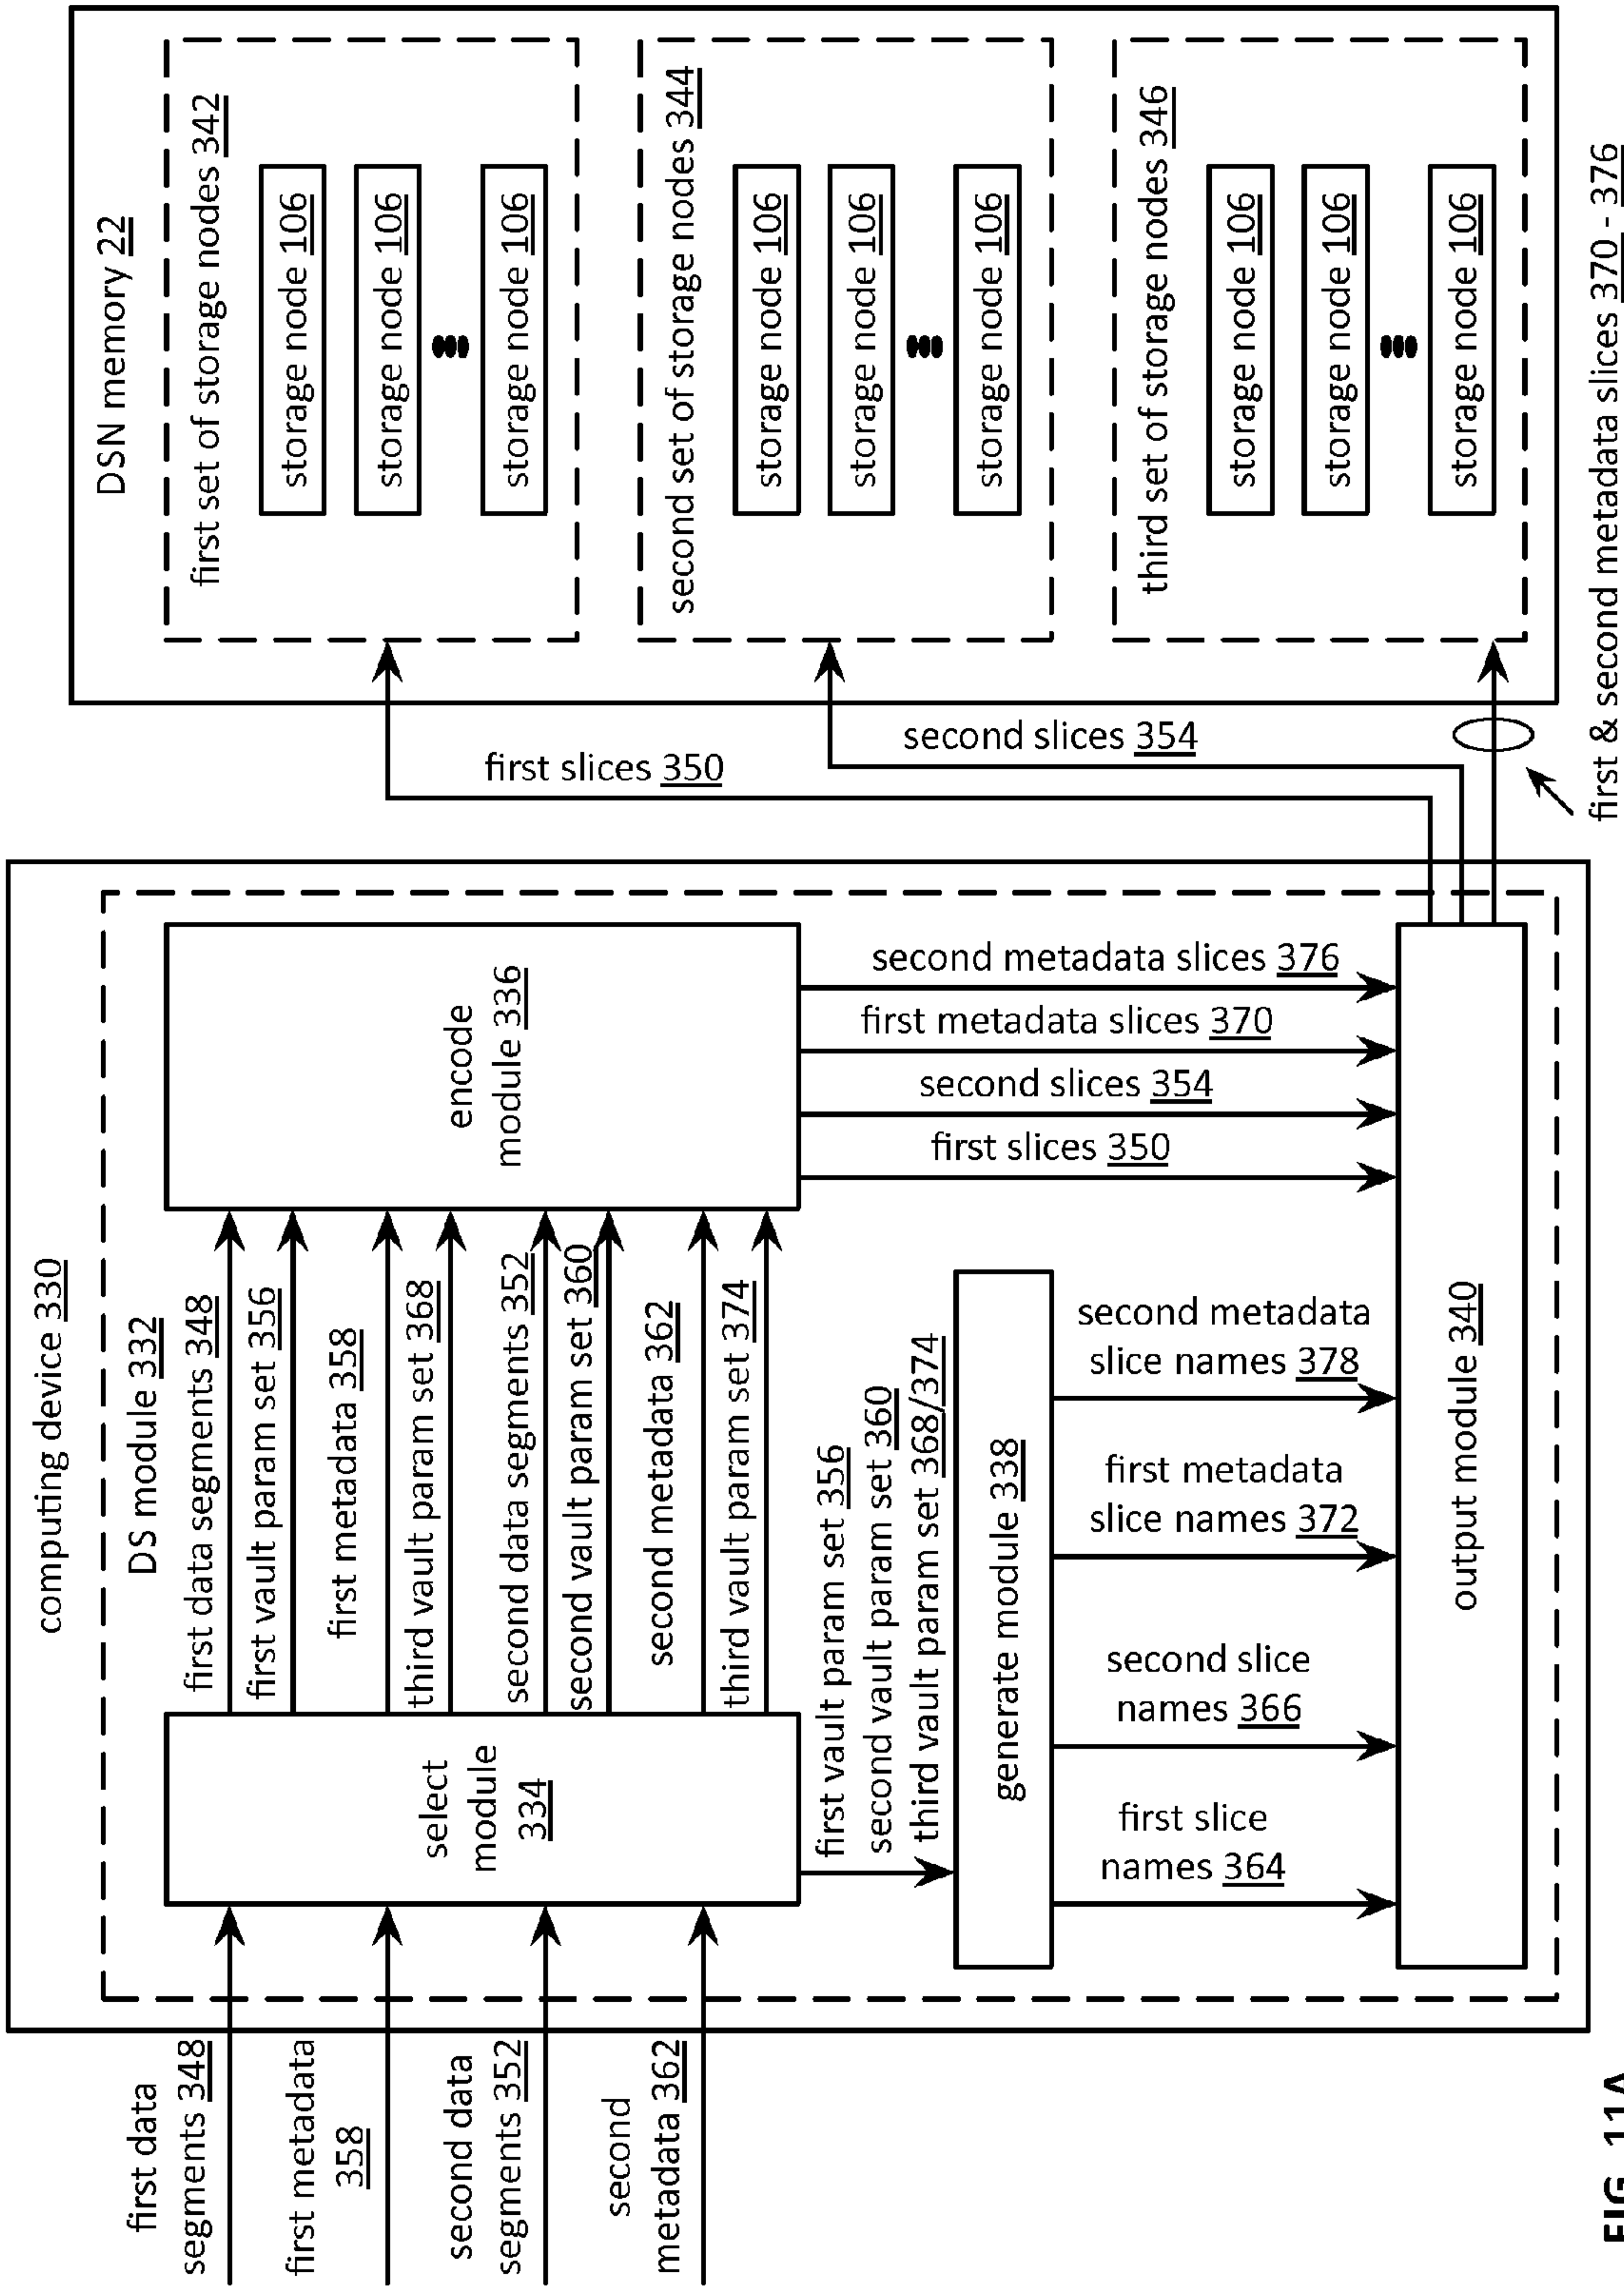 computing device 330
DS module 332
first data
segments 348
first metadata
358
second data
segments 352
second
metadata 362
select
module
334
first data segments 348
first vault param set 356
first metadata 358
third vault param set 368
second data segments 352
second vault param set 360
second metadata 362
third vault param set 374
encode
module 336
first vault param set 356
second vault param set 360
third vault param set 368/374
generate module 338
first slice
names 364
second slice
names 366
first metadata
slice names 372
second metadata
slice names 378
first slices 350
second slices 354
first metadata slices 370
second metadata slices 376
output module 340
first slices 350
second slices 354
first & second metadata slices 370 - 376
DSN memory 22
first set of storage nodes 342
storage node 106
storage node 106
storage node 106
second set of storage nodes 344
storage node 106
storage node 106
storage node 106
third set of storage nodes 346
storage node 106
storage node 106
storage node 106
FIG. 11A